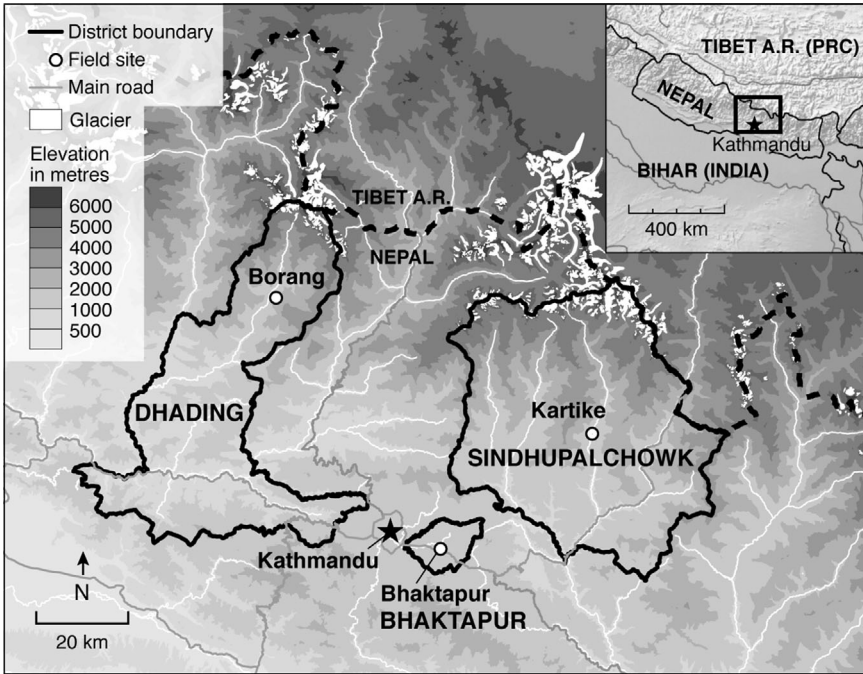 District boundary
Field site
Main road
Glacier
Elevation
in metres
6000
5000
4000
3000
2000
1000
500
TIBET A.R. (PRC)
NEPAL
Kathmandu
BIHAR (INDIA)
400 km
TIBET A.R.
NEPAL
Borang
DHADING
Kartike
SINDHUPALCHOWK
Kathmandu
Bhaktapur
BHAKTAPUR
N
20 km